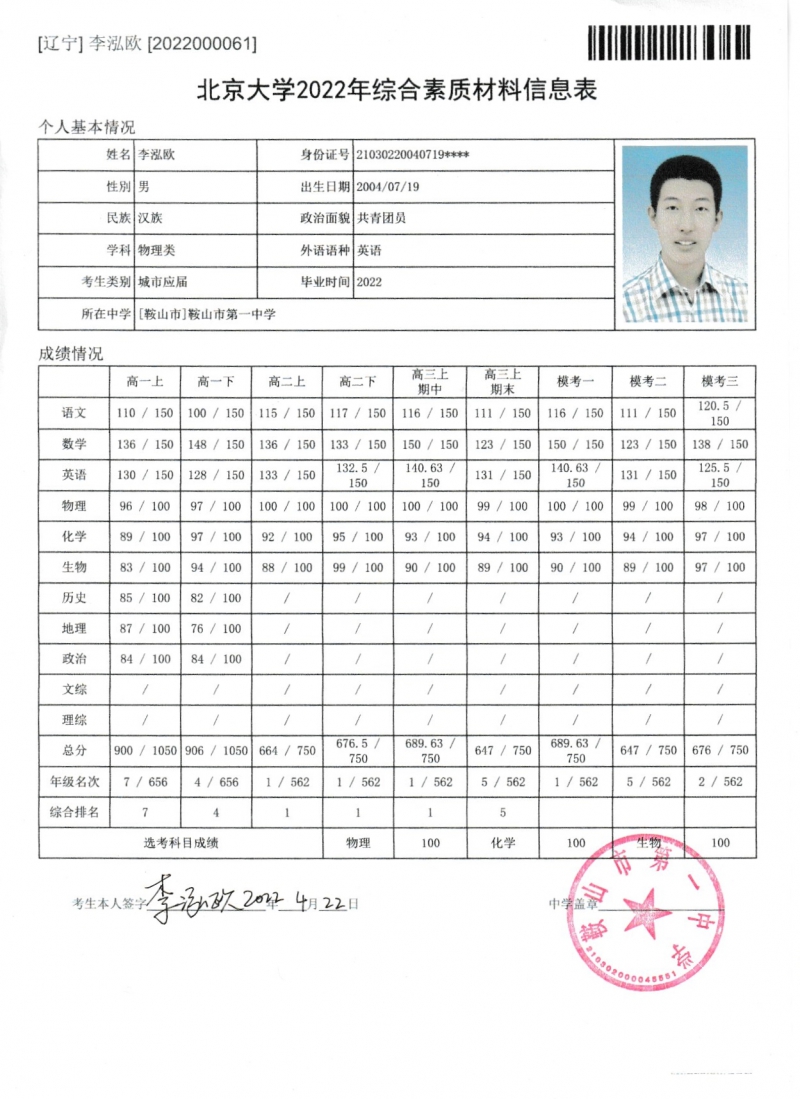 [辽宁] 李泓欧 [2022000061]
北京大学2022年综合素质材料信息表
个人基本情况
姓名 李泓欧 身份证号 21030220040719****
性别 男 出生日期 2004/07/19
民族 汉族 政治面貌 共青团员
学科 物理类 外语语种 英语
考生类别 城市应届 毕业时间 2022
所在中学 [鞍山市]鞍山市第一中学
成绩情况
高一上 高一下 高二上 高二下 高三上期中 高三上期末 模考一 模考二 模考三
语文 110 / 150 100 / 150 115 / 150 117 / 150 116 / 150 111 / 150 116 / 150 111 / 150 120.5 / 150
数学 136 / 150 148 / 150 136 / 150 133 / 150 150 / 150 123 / 150 150 / 150 123 / 150 138 / 150
英语 130 / 150 128 / 150 133 / 150 132.5 / 150 140.63 / 150 131 / 150 140.63 / 150 131 / 150 125.5 / 150
物理 96 / 100 97 / 100 100 / 100 100 / 100 100 / 100 99 / 100 100 / 100 99 / 100 98 / 100
化学 89 / 100 97 / 100 92 / 100 95 / 100 93 / 100 94 / 100 93 / 100 94 / 100 97 / 100
生物 83 / 100 94 / 100 88 / 100 99 / 100 90 / 100 89 / 100 90 / 100 89 / 100 97 / 100
历史 85 / 100 82 / 100 / / / / / / /
地理 87 / 100 76 / 100 / / / / / / /
政治 84 / 100 84 / 100 / / / / / / /
文综 / / / / / / / / /
理综 / / / / / / / / /
总分 900 / 1050 906 / 1050 664 / 750 676.5 / 750 689.63 / 750 647 / 750 689.63 / 750 647 / 750 676 / 750
年级名次 7 / 656 4 / 656 1 / 562 1 / 562 1 / 562 5 / 562 1 / 562 5 / 562 2 / 562
综合排名 7 4 1 1 1 5
选考科目成绩 物理 100 化学 100 生物 100
考生本人签字 李泓欧 2022 年 4 月 22 日 中学盖章
鞍山市第一中学